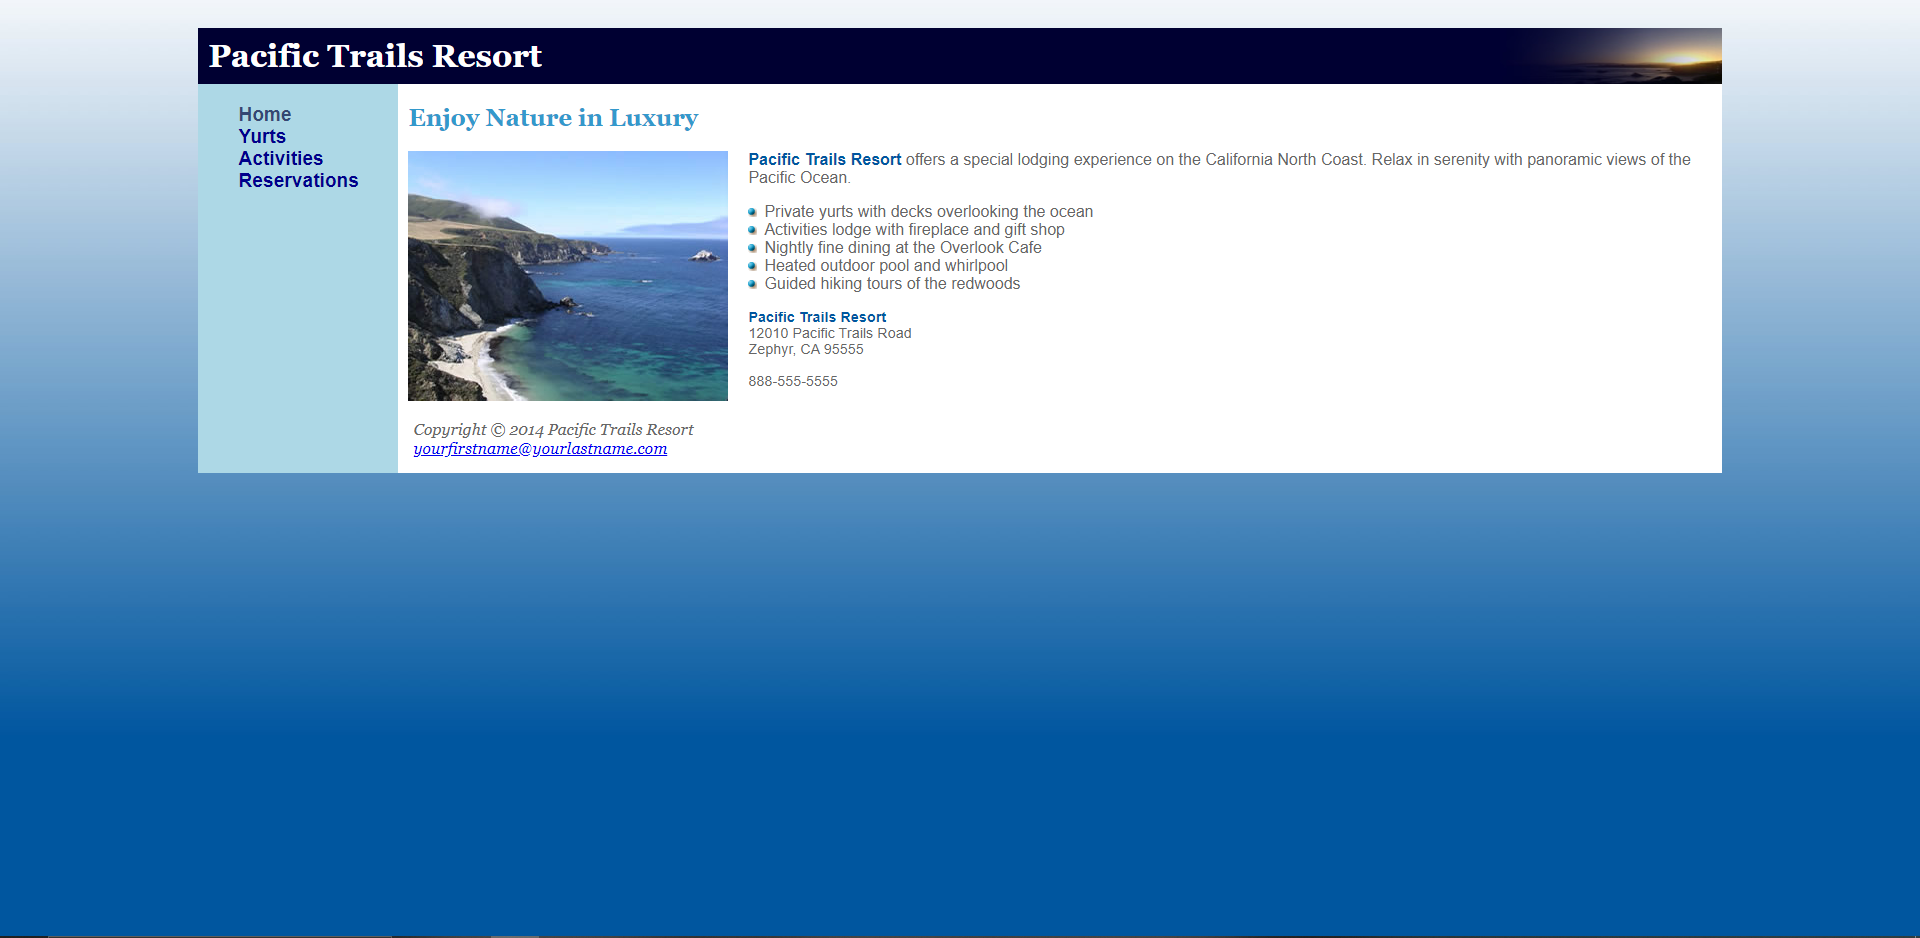 Pacific Trails Resort
Home
Yurts
Activities
Reservations
Enjoy Nature in Luxury
Pacific Trails Resort offers a special lodging experience on the California North Coast. Relax in serenity with panoramic views of the
Pacific Ocean.
Private yurts with decks overlooking the ocean
Activities lodge with fireplace and gift shop
Nightly fine dining at the Overlook Cafe
Heated outdoor pool and whirlpool
Guided hiking tours of the redwoods
Pacific Trails Resort
12010 Pacific Trails Road
Zephyr, CA 95555
888-555-5555
Copyright © 2014 Pacific Trails Resort
yourfirstname@yourlastname.com